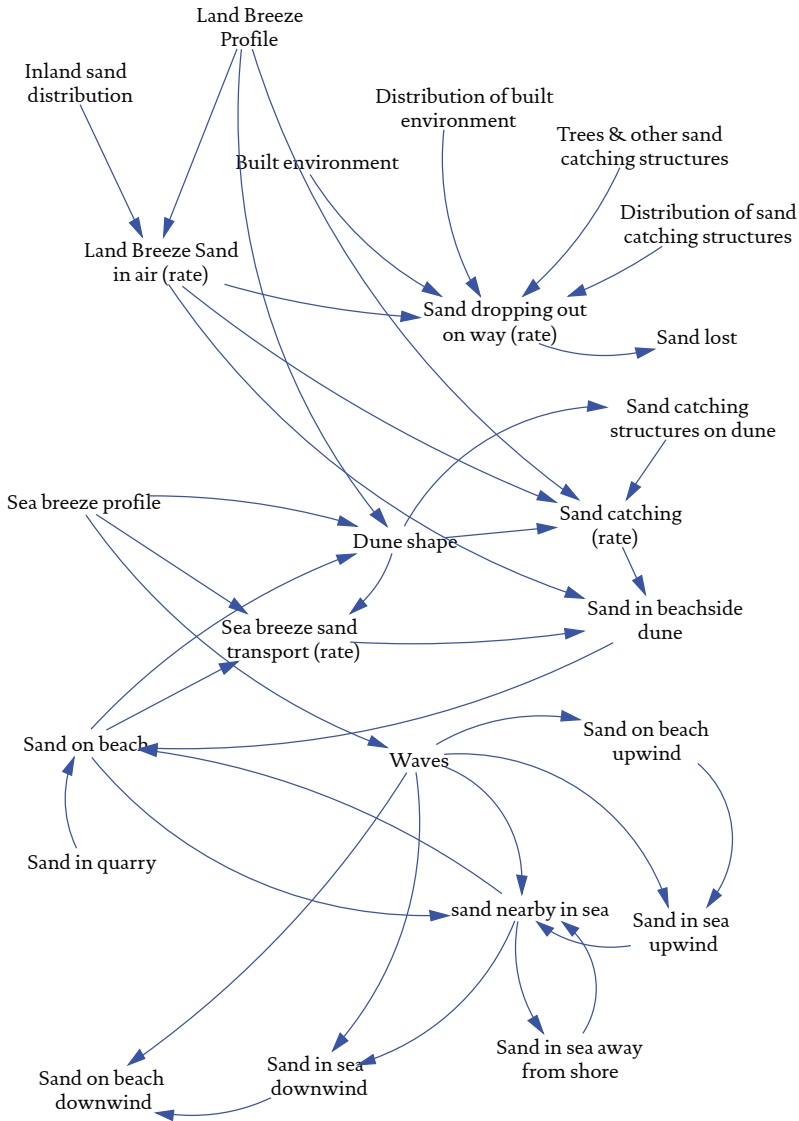 Land Breeze
Profile
Inland sand
distribution
Distribution of built
environment
Trees & other sand
catching structures
Built environment
Distribution of sand
catching structures
Land Breeze Sand
in air (rate)
Sand dropping out
on way (rate)
Sand lost
Sand catching
structures on dune
Sea breeze profile
Sand catching
(rate)
Dune shape
Sand in beachside
dune
Sea breeze sand
transport (rate)
Sand on beach
Sand on beach
upwind
Waves
Sand in quarry
sand nearby in sea
Sand in sea
upwind
Sand in sea away
from shore
Sand in sea
downwind
Sand on beach
downwind